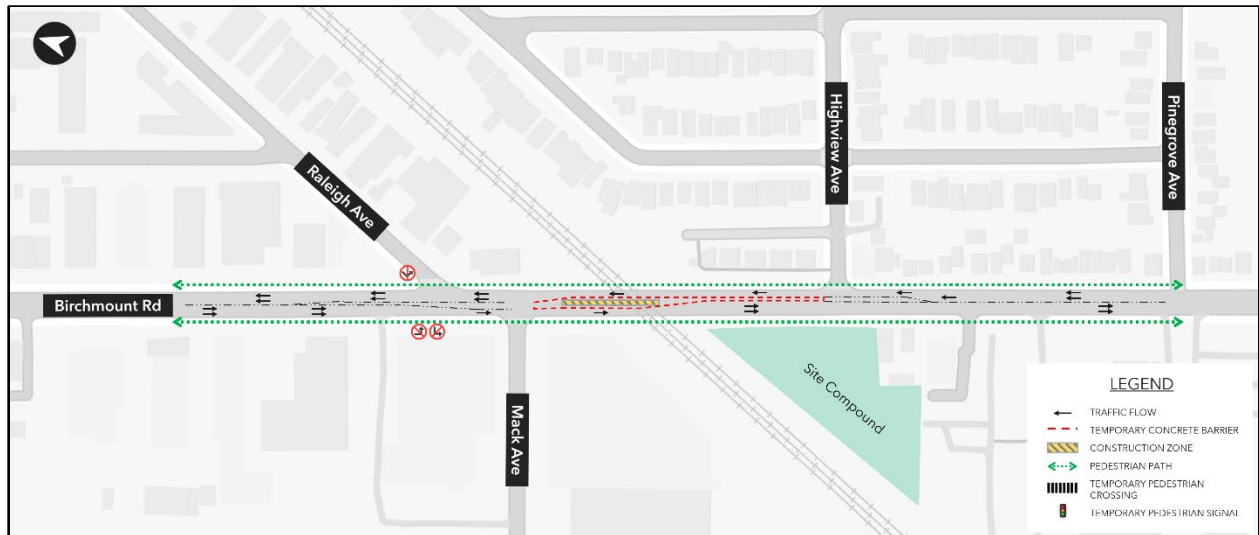 Raleigh Ave
Highview Ave
Pinegrove Ave
Birchmount Rd
Mack Ave
Site Compound
LEGEND
TRAFFIC FLOW
TEMPORARY CONCRETE BARRIER
CONSTRUCTION ZONE
PEDESTRIAN PATH
TEMPORARY PEDESTRIAN
CROSSING
TEMPORARY PEDESTRIAN SIGNAL